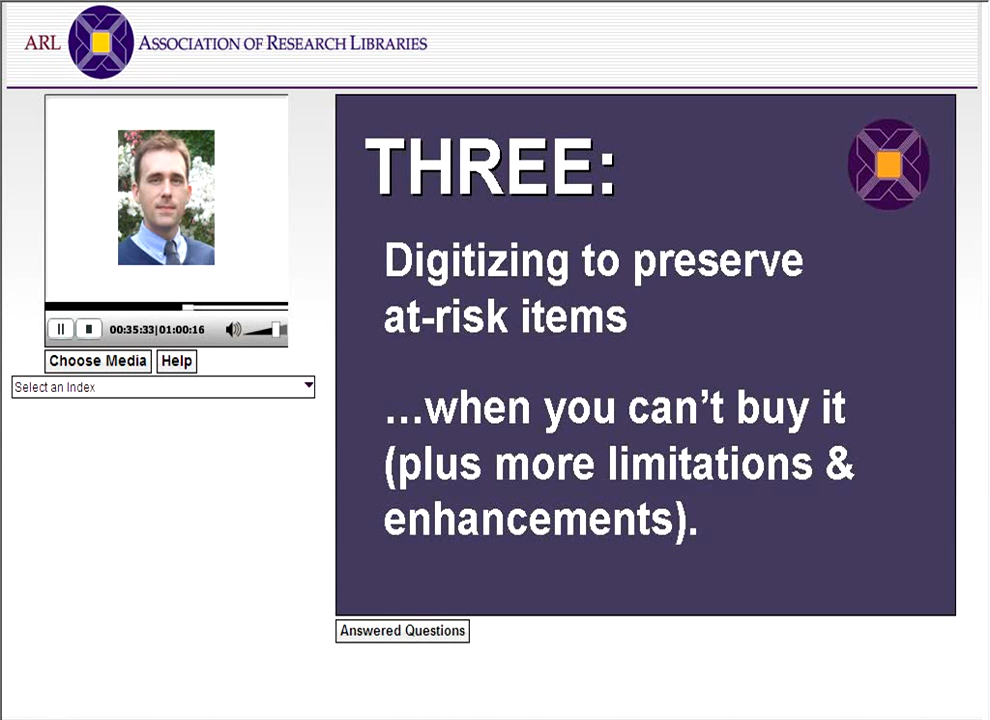 ARL ASSOCIATION OF RESEARCH LIBRARIES
00:35:33|01:00:16
Choose Media Help
Select an Index
THREE:
Digitizing to preserve
at-risk items
…when you can't buy it
(plus more limitations &
enhancements).
Answered Questions